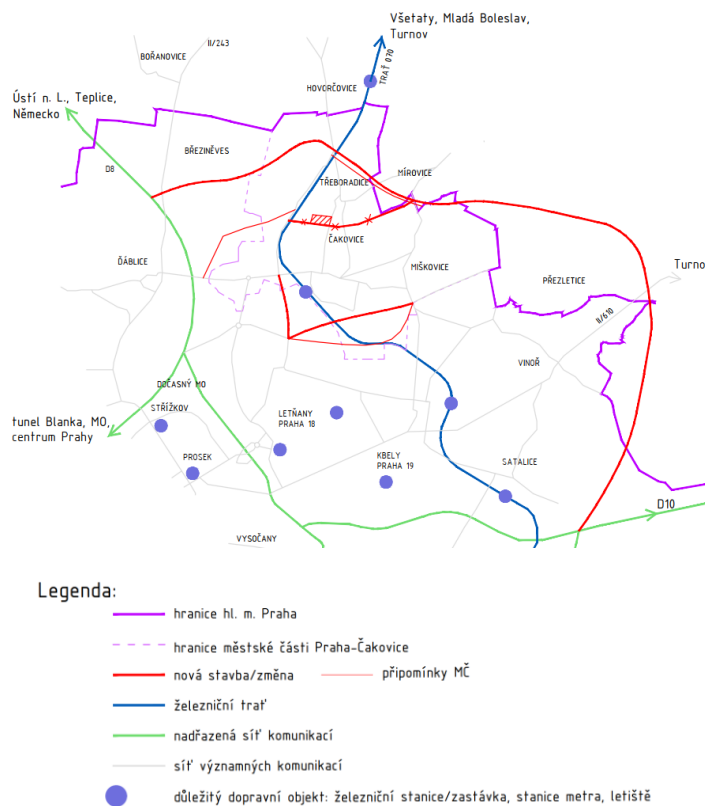 Všetaty, Mladá Boleslav,
Turnov
II/243
BOŘANOVICE
TRAŤ 070
HOVORČOVICE
Ústí n. L., Teplice,
Německo
BŘEZINĚVES
D8
TŘEBORADICE
MÍROVICE
ČAKOVICE
ĎÁBLICE
MIŠKOVICE
PŘEZLETICE
Turno
II/610
VINOŘ
DOČASNÝ MO
STŘÍŽKOV
LETŇANY
PRAHA 18
tunel Blanka, MO,
centrum Prahy
PROSEK
KBELY
PRAHA 19
SATALICE
D10
VYSOČANY
Legenda:
hranice hl. m. Praha
hranice městské části Praha-Čakovice
nová stavba/změna
připomínky MČ
železniční trať
nadřazená síť komunikací
síť významných komunikací
důležitý dopravní objekt: železniční stanice/zastávka, stanice metra, letiště